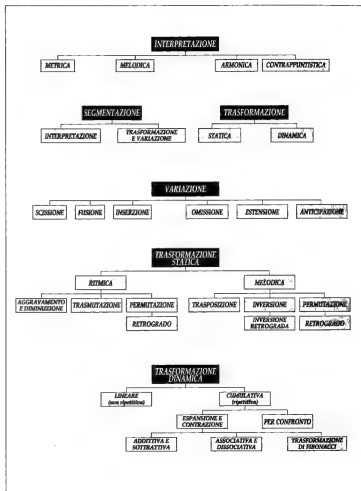 INTERPRETAZIONE
METRICA MELODICA ARMONICA CONTRAPPUNTISTICA
SEGMENTAZIONE TRASFORMAZIONE
INTERPRETAZIONE TRASFORMAZIONE E VARIAZIONE STATICA DINAMICA
VARIAZIONE
SCISSIONE FUSIONE INSERZIONE OMISSIONE ESTENSIONE ANTICIPAZIONE
TRASFORMAZIONE
STATICA
RITMICA MELODICA
AGGRAVAMENTO E DIMINUZIONE TRASMUTAZIONE PERMUTAZIONE TRASPOSIZIONE INVERSIONE PERMUTAZIONE
RETROGRADO INVERSIONE RETROGRADA RETROGRADO
TRASFORMAZIONE
DINAMICA
LINEARE (non ripetitiva) CUMULATIVA (ripetitiva)
ESPANSIONE E CONTRAZIONE PER CONFRONTO
ADDITTIVA E SOTTRATTIVA ASSOCIATIVA E DISSOCIATIVA TRASFORMAZIONE DI FIBONACCI